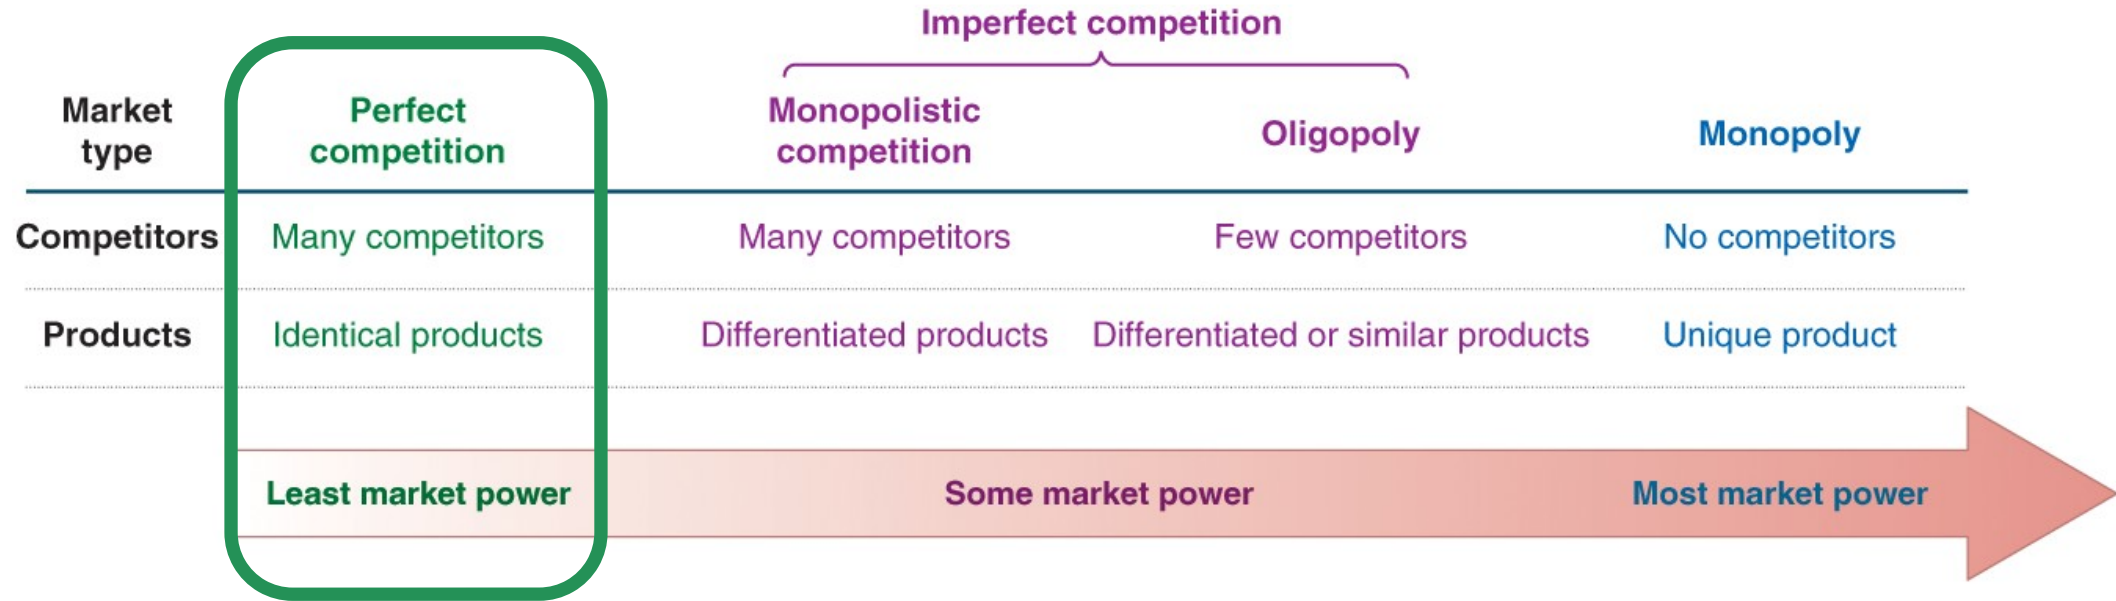 Imperfect competition
Market type
Perfect competition
Monopolistic competition
Oligopoly
Monopoly
Competitors
Many competitors
Many competitors
Few competitors
No competitors
Products
Identical products
Differentiated products
Differentiated or similar products
Unique product
Least market power
Some market power
Most market power